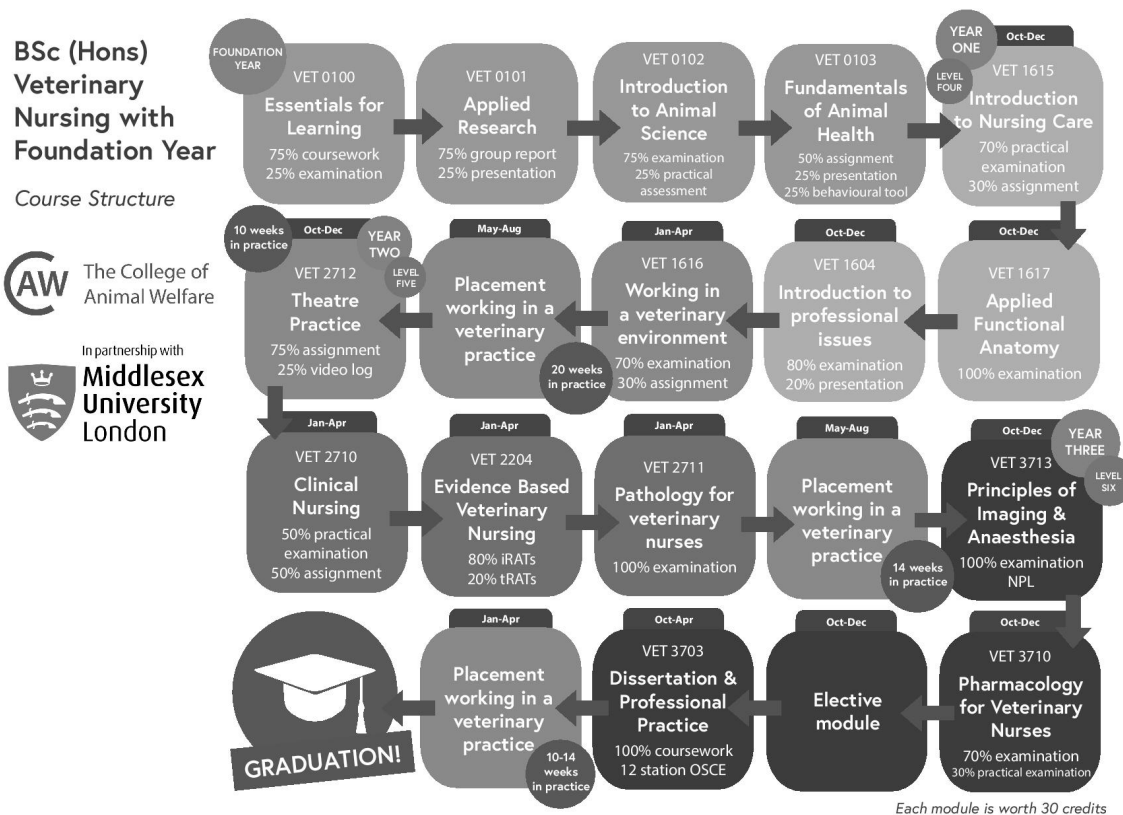 BSc (Hons)
Veterinary
Nursing with
Foundation Year
Course Structure
CAW
The College of
Animal Welfare
In partnership with
Middlesex
University
London
FOUNDATION
YEAR
VET 0100
Essentials for
Learning
75% coursework
25% examination
VET 0101
Applied
Research
75% group report
25% presentation
VET 0102
Introduction
to Animal
Science
75% examination
25% practical
assessment
VET 0103
Fundamentals
of Animal
Health
50% assignment
25% presentation
25% behavioural tool
YEAR
ONE
LEVEL
FOUR
Oct-Dec
VET 1615
Introduction
to Nursing Care
70% practical
examination
30% assignment
Oct-Dec
VET 1617
Applied
Functional
Anatomy
100% examination
Oct-Dec
VET 1604
Introduction to
professional
issues
80% examination
20% presentation
Jan-Apr
VET 1616
Working in
a veterinary
environment
70% examination
30% assignment
20 weeks
in practice
May-Aug
Placement
working in a
veterinary
practice
10 weeks
in practice
Oct-Dec
YEAR
TWO
LEVEL
FIVE
VET 2712
Theatre
Practice
75% assignment
25% video log
Jan-Apr
VET 2710
Clinical
Nursing
50% practical
examination
50% assignment
Jan-Apr
VET 2204
Evidence Based
Veterinary
Nursing
80% iRATs
20% tRATs
Jan-Apr
VET 2711
Pathology for
veterinary
nurses
100% examination
May-Aug
Placement
working in a
veterinary
practice
14 weeks
in practice
Oct-Dec
YEAR
THREE
LEVEL
SIX
VET 3713
Principles of
Imaging &
Anaesthesia
100% examination
NPL
Oct-Dec
VET 3710
Pharmacology
for Veterinary
Nurses
70% examination
30% practical examination
Oct-Dec
Elective
module
Oct-Apr
VET 3703
Dissertation &
Professional
Practice
100% coursework
12 station OSCE
Jan-Apr
Placement
working in a
veterinary
practice
10-14
weeks
in practice
GRADUATION!
Each module is worth 30 credits